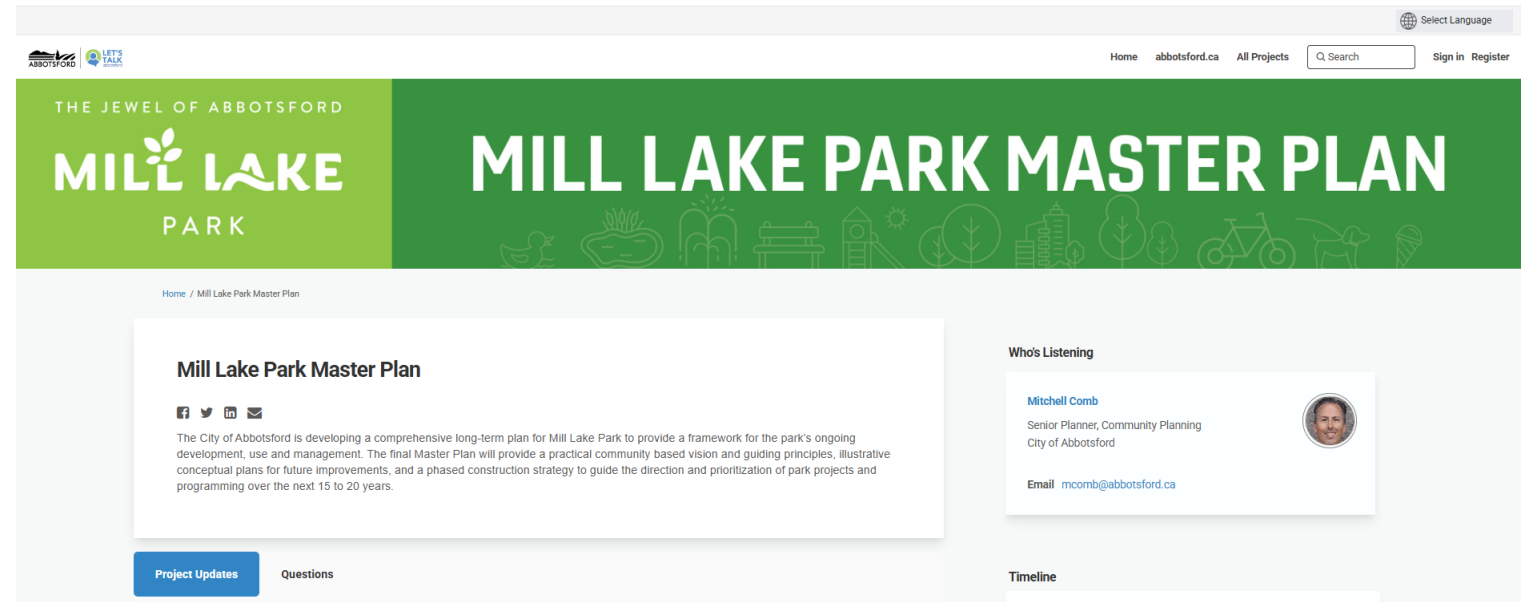 Select Language
ABBOTSFORD
LET'S
TALK
Home abbotsford.ca All Projects Search Sign in Register
THE JEWEL OF ABBOTSFORD
MILL LAKE
PARK
MILL LAKE PARK MASTER PLAN
Home / Mill Lake Park Master Plan
Mill Lake Park Master Plan
The City of Abbotsford is developing a comprehensive long-term plan for Mill Lake Park to provide a framework for the park's ongoing
development, use and management. The final Master Plan will provide a practical community based vision and guiding principles, illustrative
conceptual plans for future improvements, and a phased construction strategy to guide the direction and prioritization of park projects and
programming over the next 15 to 20 years.
Project Updates Questions
Who's Listening
Mitchell Comb
Senior Planner, Community Planning
City of Abbotsford
Email mcomb@abbotsford.ca
Timeline